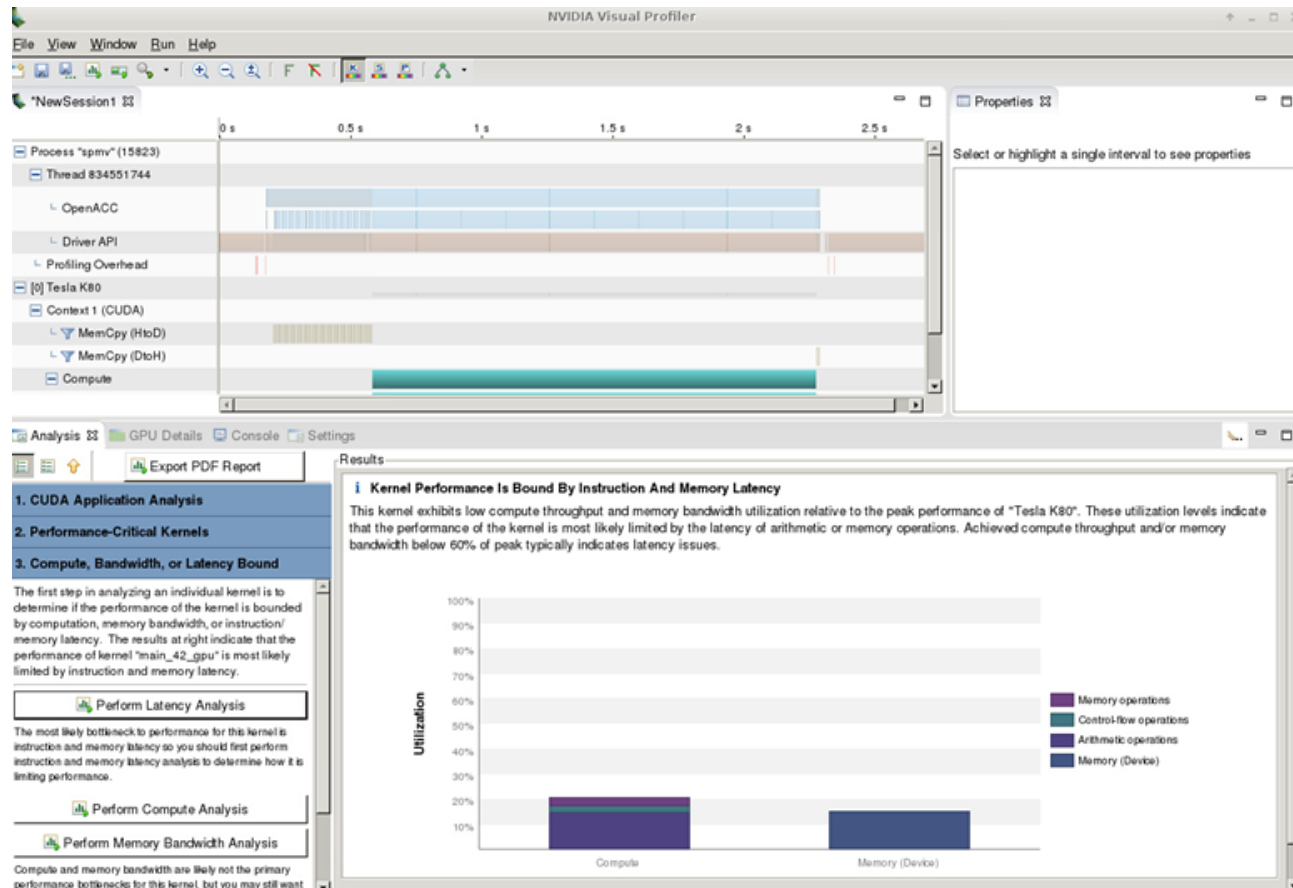 NVIDIA Visual Profiler
File View Window Run Help
*NewSession1
Properties
0 s 0.5 s 1 s 1.5 s 2 s 2.5 s
Process "spmv" (15823)
Thread 834551744
OpenACC
Driver API
Profiling Overhead
[0] Tesla K80
Context 1 (CUDA)
MemCpy (HtoD)
MemCpy (DtoH)
Compute
Select or highlight a single interval to see properties
Analysis GPU Details Console Settings
Export PDF Report
1. CUDA Application Analysis
2. Performance-Critical Kernels
3. Compute, Bandwidth, or Latency Bound
The first step in analyzing an individual kernel is to
determine if the performance of the kernel is bounded
by computation, memory bandwidth, or instruction/
memory latency. The results at right indicate that the
performance of kernel "main_42_gpu" is most likely
limited by instruction and memory latency.
Perform Latency Analysis
The most likely bottleneck to performance for this kernel is
instruction and memory latency so you should first perform
instruction and memory latency analysis to determine how it is
limiting performance.
Perform Compute Analysis
Perform Memory Bandwidth Analysis
Compute and memory bandwidth are likely not the primary
performance bottlenecks for this kernel, but you may still want
Results
i Kernel Performance Is Bound By Instruction And Memory Latency
This kernel exhibits low compute throughput and memory bandwidth utilization relative to the peak performance of "Tesla K80". These utilization levels indicate
that the performance of the kernel is most likely limited by the latency of arithmetic or memory operations. Achieved compute throughput and/or memory
bandwidth below 60% of peak typically indicates latency issues.
100%
90%
80%
70%
60%
50%
40%
30%
20%
10%
Utilization
Compute
Memory (Device)
Memory operations
Control-flow operations
Arithmetic operations
Memory (Device)